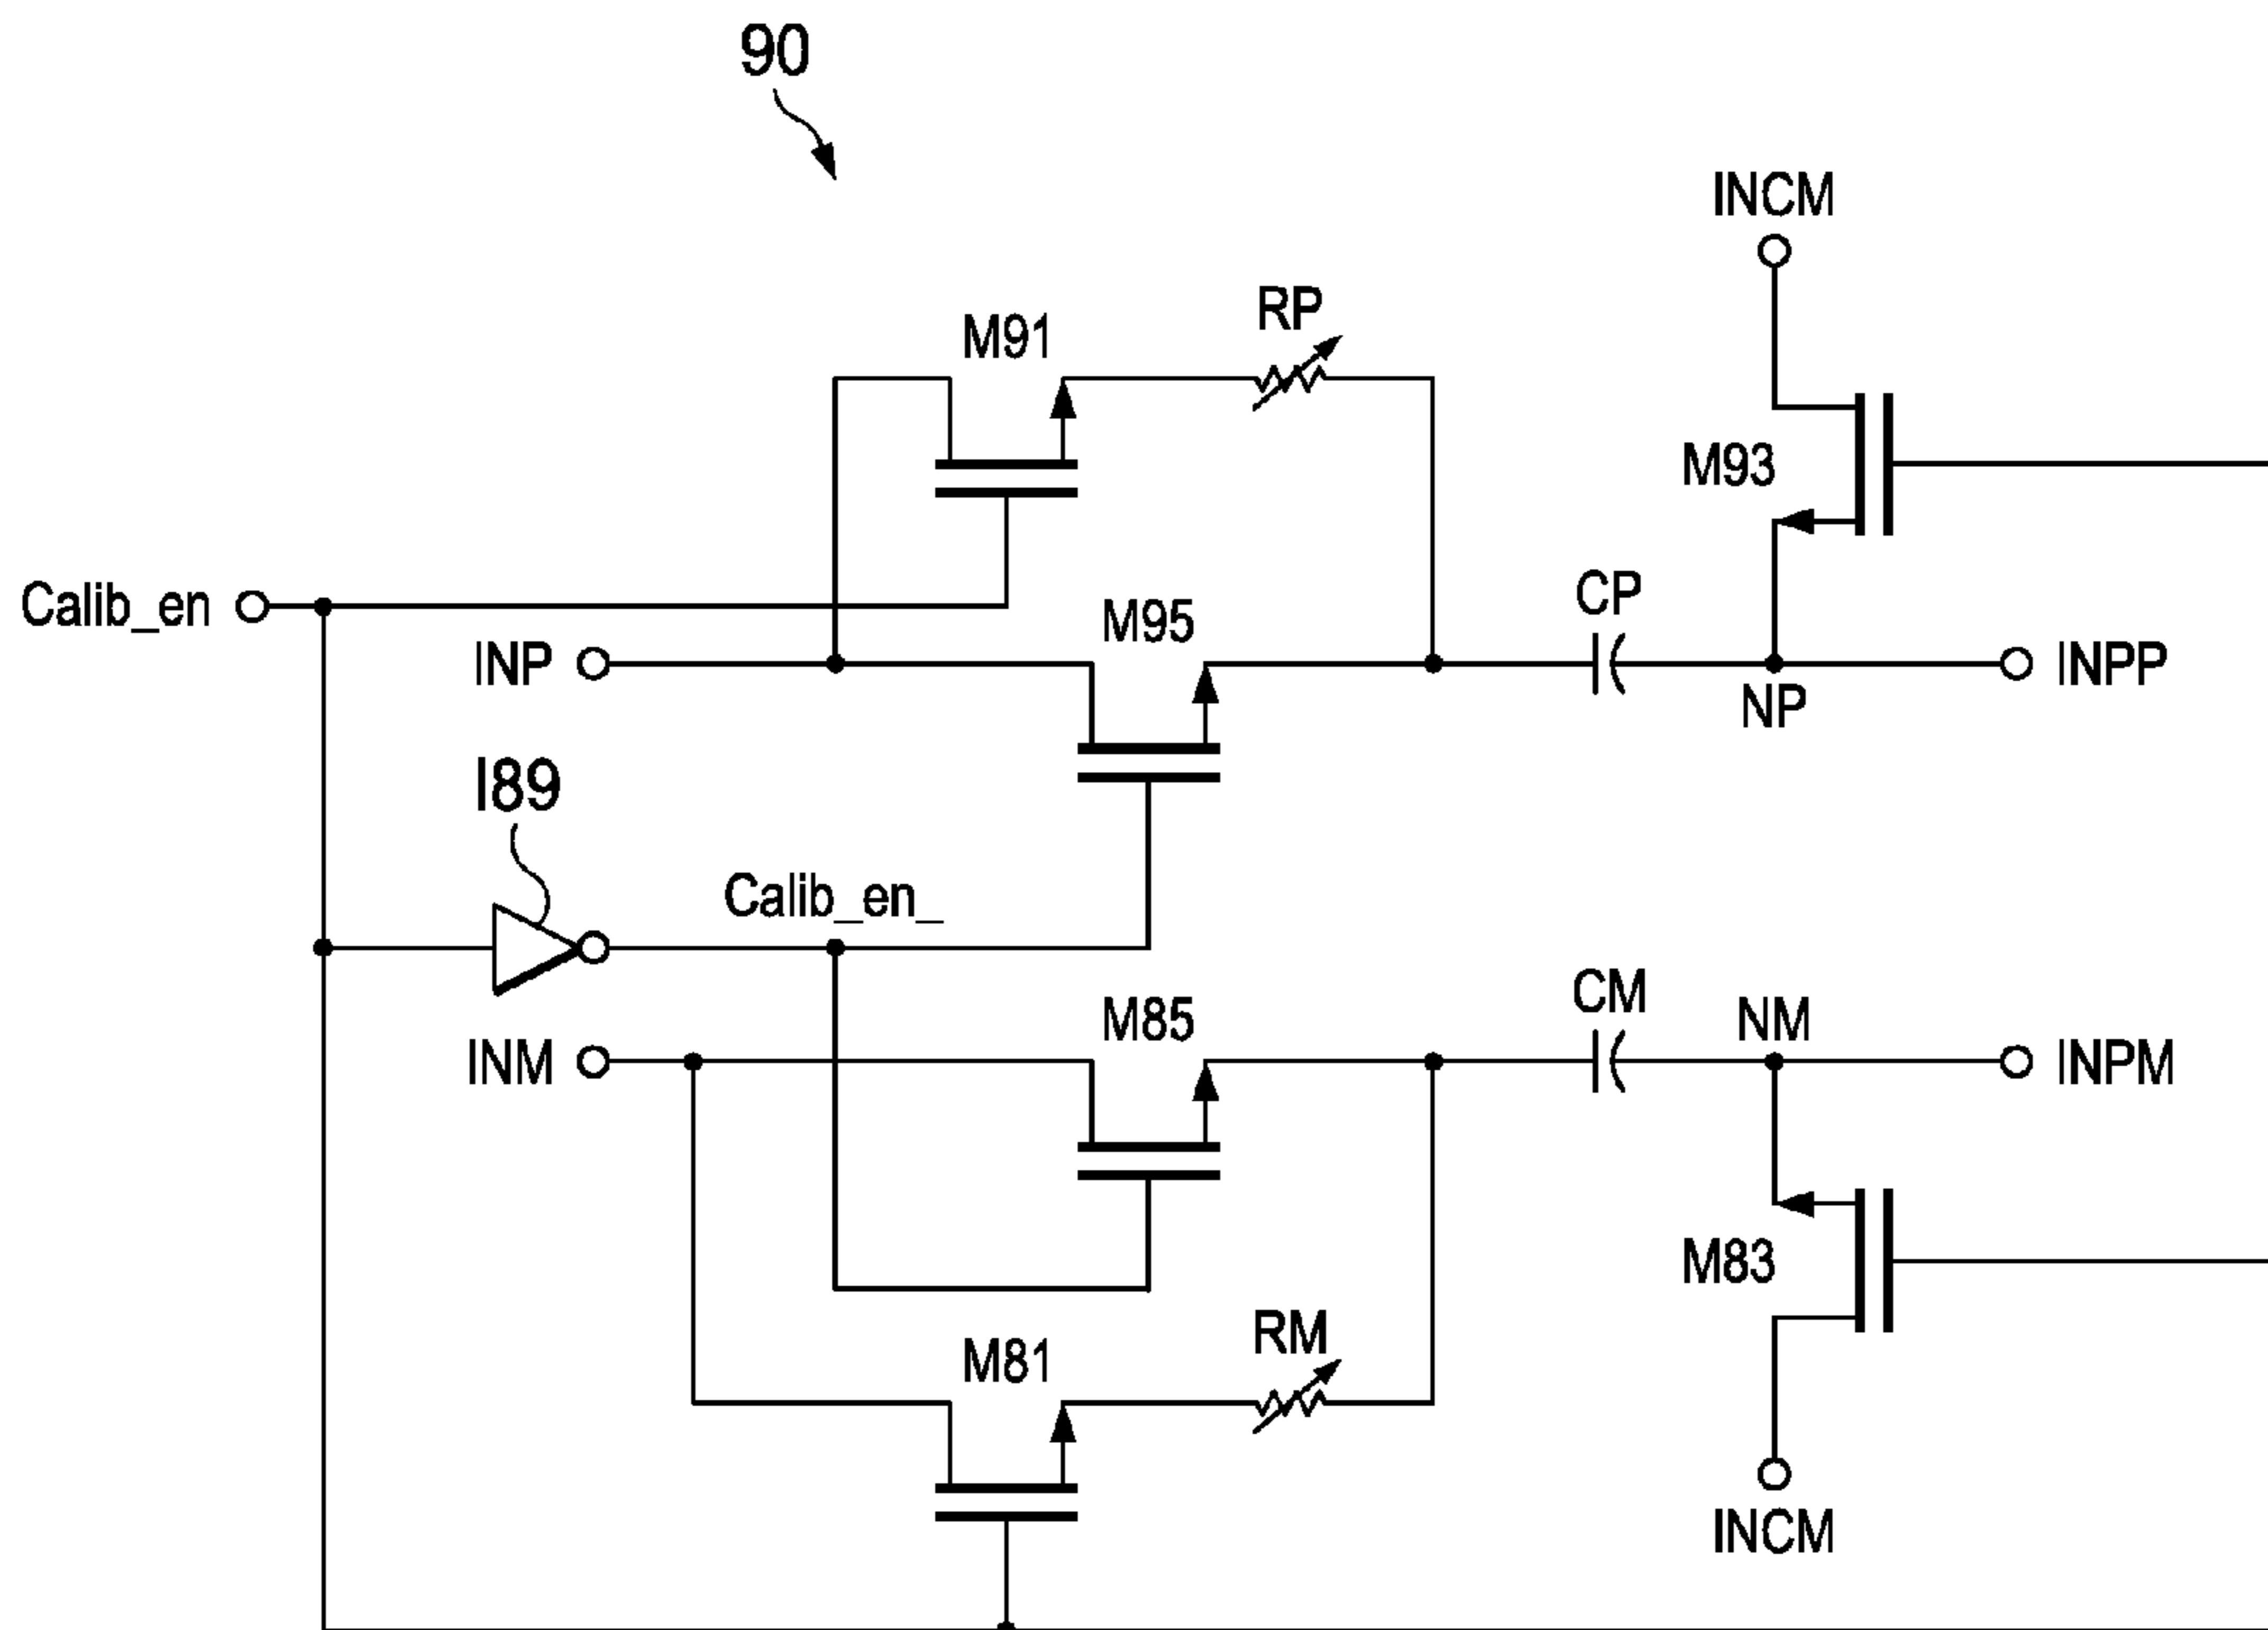 90
INCM
RP
M91
M93
CP
Calib_en
M95
INP
INPP
NP
I89
Calib_en_
CM
NM
M85
INM
INPM
M83
RM
M81
INCM